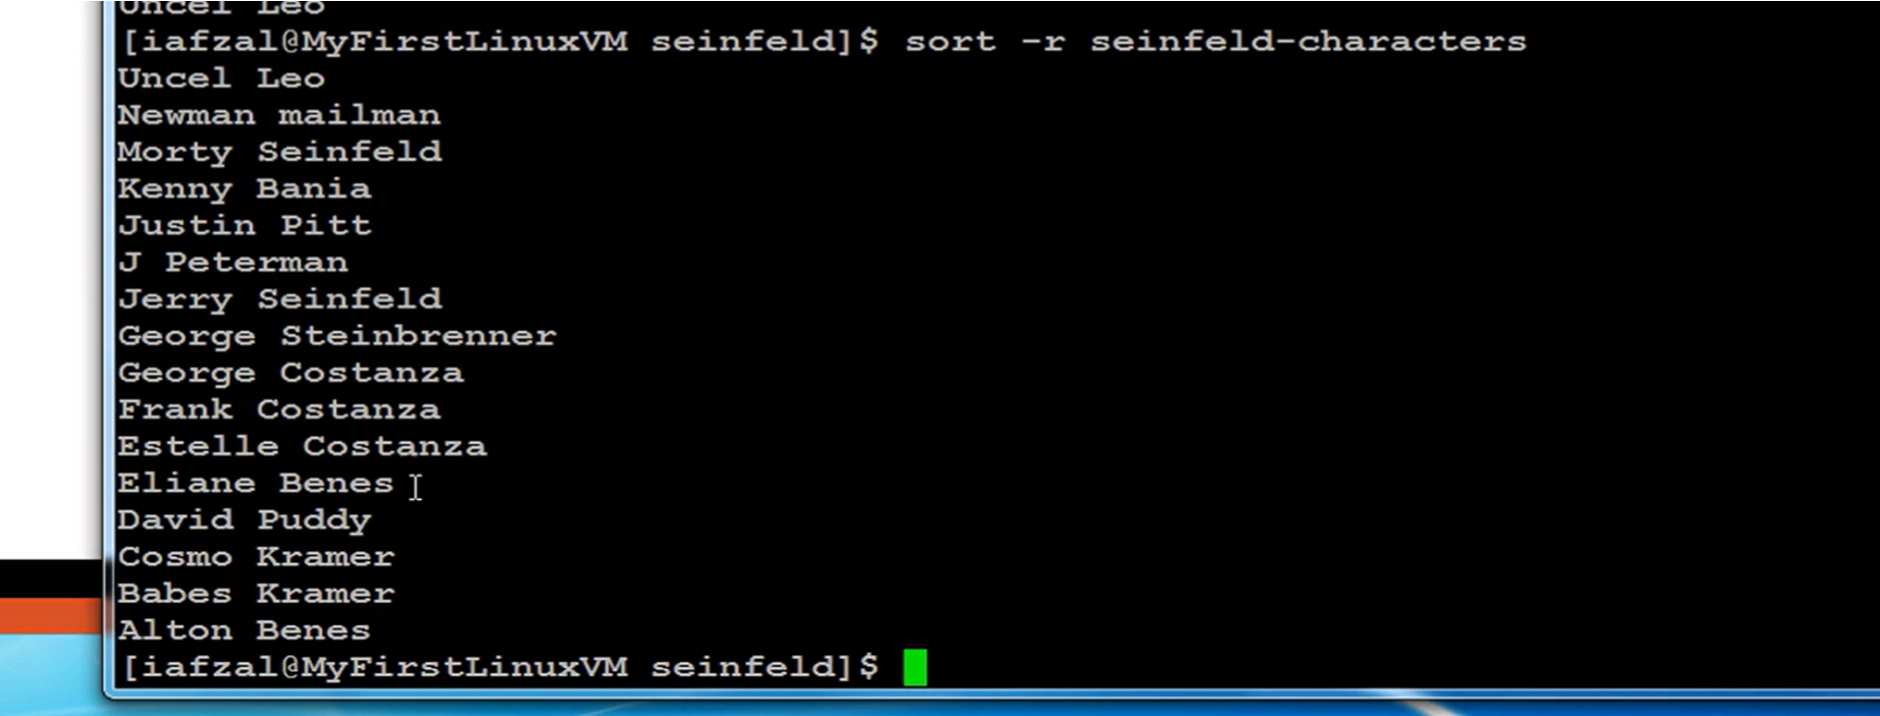 Uncel Leo
[iafzal@MyFirstLinuxVM seinfeld]$ sort -r seinfeld-characters
Uncel Leo
Newman mailman
Morty Seinfeld
Kenny Bania
Justin Pitt
J Peterman
Jerry Seinfeld
George Steinbrenner
George Costanza
Frank Costanza
Estelle Costanza
Eliane Benes
David Puddy
Cosmo Kramer
Babes Kramer
Alton Benes
[iafzal@MyFirstLinuxVM seinfeld]$